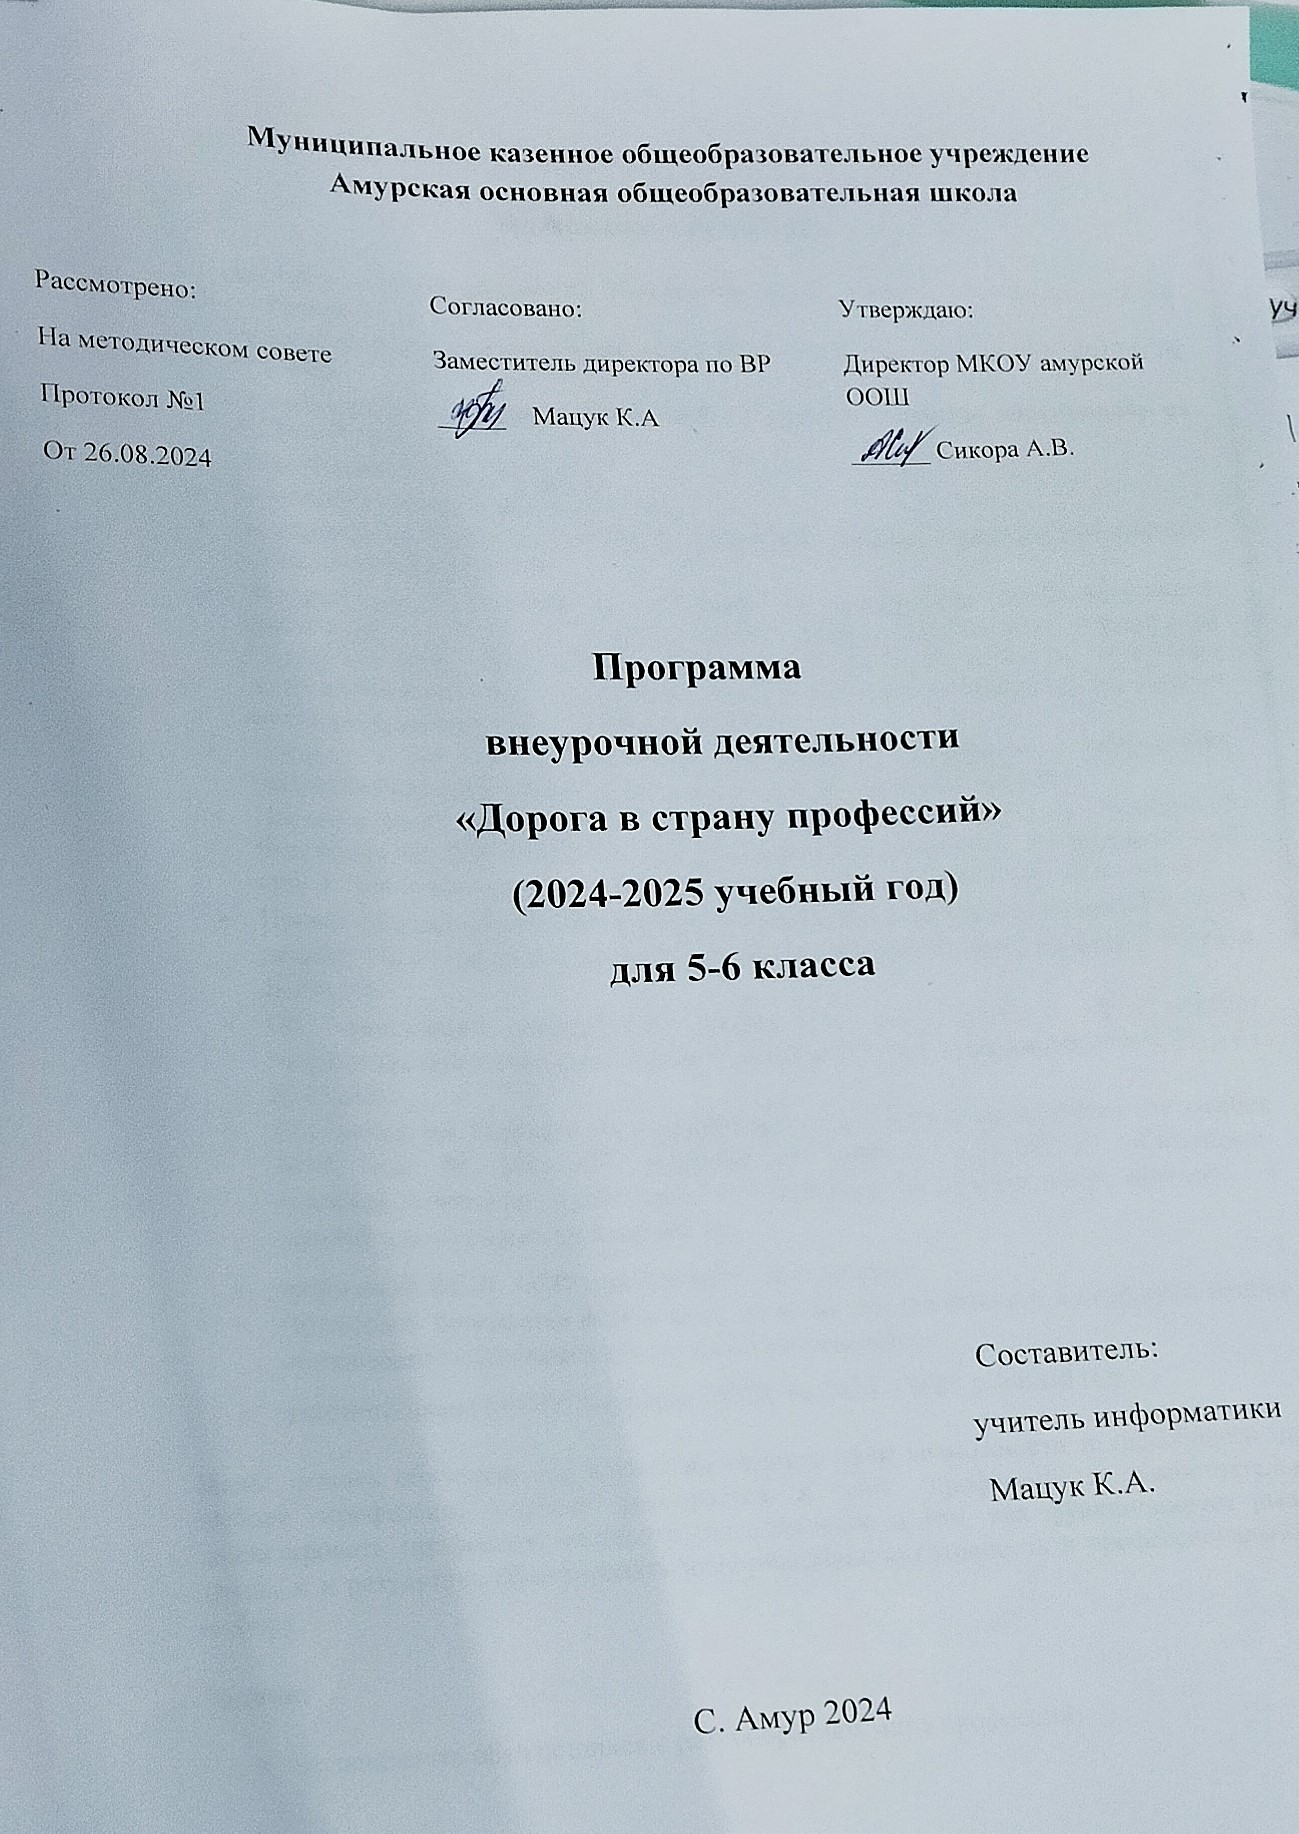 Муниципальное казенное общеобразовательное учреждение
Амурская основная общеобразовательная школа
Рассмотрено:
На методическом совете
Протокол №1
От 26.08.2024
Согласовано:
Заместитель директора по ВР
Мацук К.А
Утверждаю:
Директор МКОУ амурской
ООШ
Сикора А.В.
Программа
внеурочной деятельности
«Дорога в страну профессий»
(2024-2025 учебный год)
для 5-6 класса
Составитель:
учитель информатики
Мацук К.А.
С. Амур 2024
уч